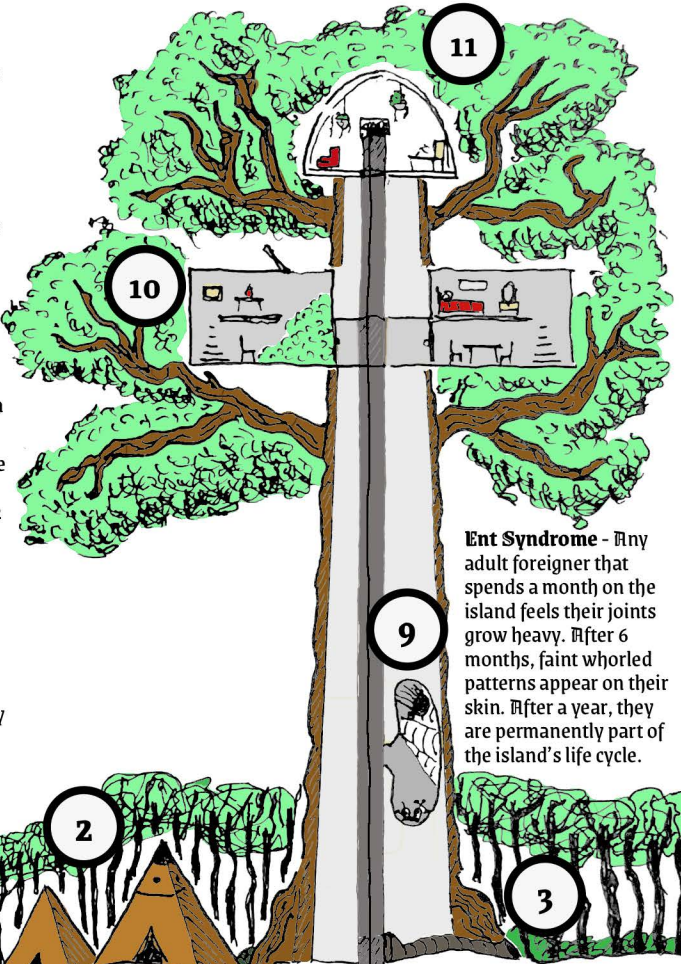 11
10
Ent Syndrome - Any
adult foreigner that
spends a month on the
island feels their joints
grow heavy. After 6
months, faint whorled
patterns appear on their
skin. After a year, they
are permanently part of
the island's life cycle.
9
2
3